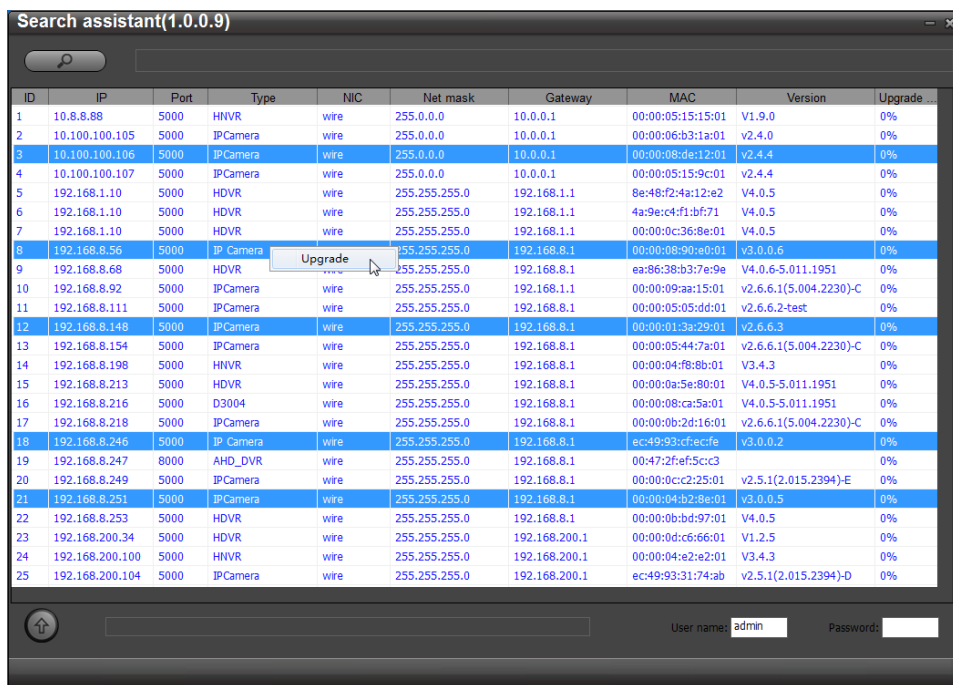 Search assistant(1.0.0.9)
ID IP Port Type NIC Net mask Gateway MAC Version Upgrade ...
1 10.8.8.88 5000 HNVR wire 255.0.0.0 10.0.0.1 00:00:05:15:15:01 V1.9.0 0%
2 10.100.100.105 5000 IPCamera wire 255.0.0.0 10.0.0.1 00:00:06:b3:1a:01 v2.4.0 0%
3 10.100.100.106 5000 IPCamera wire 255.0.0.0 10.0.0.1 00:00:08:de:12:01 v2.4.4 0%
4 10.100.100.107 5000 IPCamera wire 255.0.0.0 10.0.0.1 00:00:05:15:9c:01 v2.4.4 0%
5 192.168.1.10 5000 HDVR wire 255.255.255.0 192.168.1.1 8e:48:f2:4a:12:e2 V4.0.5 0%
6 192.168.1.10 5000 HDVR wire 255.255.255.0 192.168.1.1 4a:9e:c4:f1:bf:71 V4.0.5 0%
7 192.168.1.10 5000 HDVR wire 255.255.255.0 192.168.1.1 00:00:0c:36:8e:01 V4.0.5 0%
8 192.168.8.56 5000 IP Camera 255.255.255.0 192.168.8.1 00:00:08:90:e0:01 v3.0.0.6 0%
Upgrade
9 192.168.8.68 5000 HDVR wire 255.255.255.0 192.168.8.1 ea:86:38:b3:7e:9e V4.0.6-5.011.1951 0%
10 192.168.8.92 5000 IPCamera wire 255.255.255.0 192.168.1.1 00:00:09:aa:15:01 v2.6.6.1(5.004.2230)-C 0%
11 192.168.8.111 5000 IPCamera wire 255.255.255.0 192.168.8.1 00:00:05:05:dd:01 v2.6.6.2-test 0%
12 192.168.8.148 5000 IPCamera wire 255.255.255.0 192.168.8.1 00:00:01:3a:29:01 v2.6.6.3 0%
13 192.168.8.154 5000 IPCamera wire 255.255.255.0 192.168.8.1 00:00:05:44:7a:01 v2.6.6.1(5.004.2230)-C 0%
14 192.168.8.198 5000 HNVR wire 255.255.255.0 192.168.8.1 00:00:04:f8:8b:01 V3.4.3 0%
15 192.168.8.213 5000 HDVR wire 255.255.255.0 192.168.8.1 00:00:0a:5e:80:01 V4.0.5-5.011.1951 0%
16 192.168.8.216 5000 D3004 wire 255.255.255.0 192.168.8.1 00:00:08:ca:5a:01 V4.0.5-5.011.1951 0%
17 192.168.8.218 5000 IPCamera wire 255.255.255.0 192.168.8.1 00:00:0b:2d:16:01 v2.6.6.1(5.004.2230)-C 0%
18 192.168.8.246 5000 IP Camera wire 255.255.255.0 192.168.8.1 ec:49:93:cf:ec:fe v3.0.0.2 0%
19 192.168.8.247 8000 AHD_DVR wire 255.255.255.0 192.168.8.1 00:47:2f:ef:5c:c3 0%
20 192.168.8.249 5000 IPCamera wire 255.255.255.0 192.168.8.1 00:00:0c:c2:25:01 v2.5.1(2.015.2394)-E 0%
21 192.168.8.251 5000 IPCamera wire 255.255.255.0 192.168.8.1 00:00:04:b2:8e:01 v3.0.0.5 0%
22 192.168.8.253 5000 HDVR wire 255.255.255.0 192.168.8.1 00:00:0b:bd:97:01 V4.0.5 0%
23 192.168.200.34 5000 HDVR wire 255.255.255.0 192.168.200.1 00:00:0d:c6:66:01 V1.2.5 0%
24 192.168.200.100 5000 HNVR wire 255.255.255.0 192.168.200.1 00:00:04:e2:e2:01 V3.4.3 0%
25 192.168.200.104 5000 IPCamera wire 255.255.255.0 192.168.200.1 ec:49:93:31:74:ab v2.5.1(2.015.2394)-D 0%
User name: admin Password: